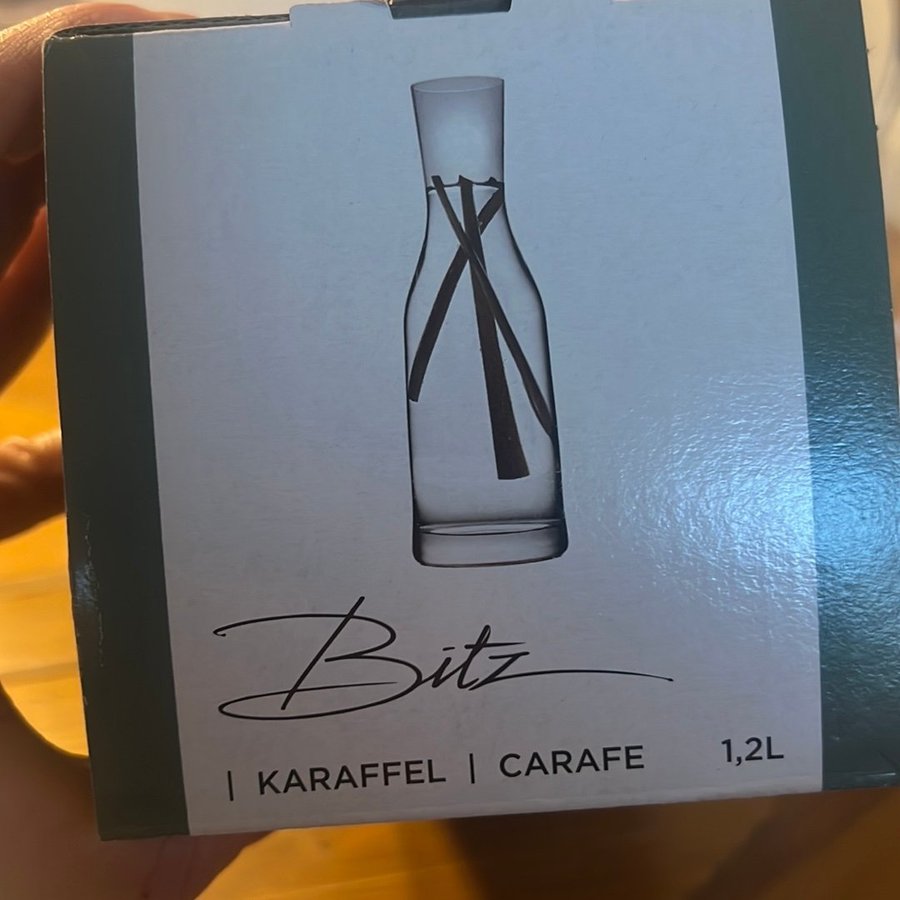 Bitz
| KARAFFEL | CARAFE 1,2L